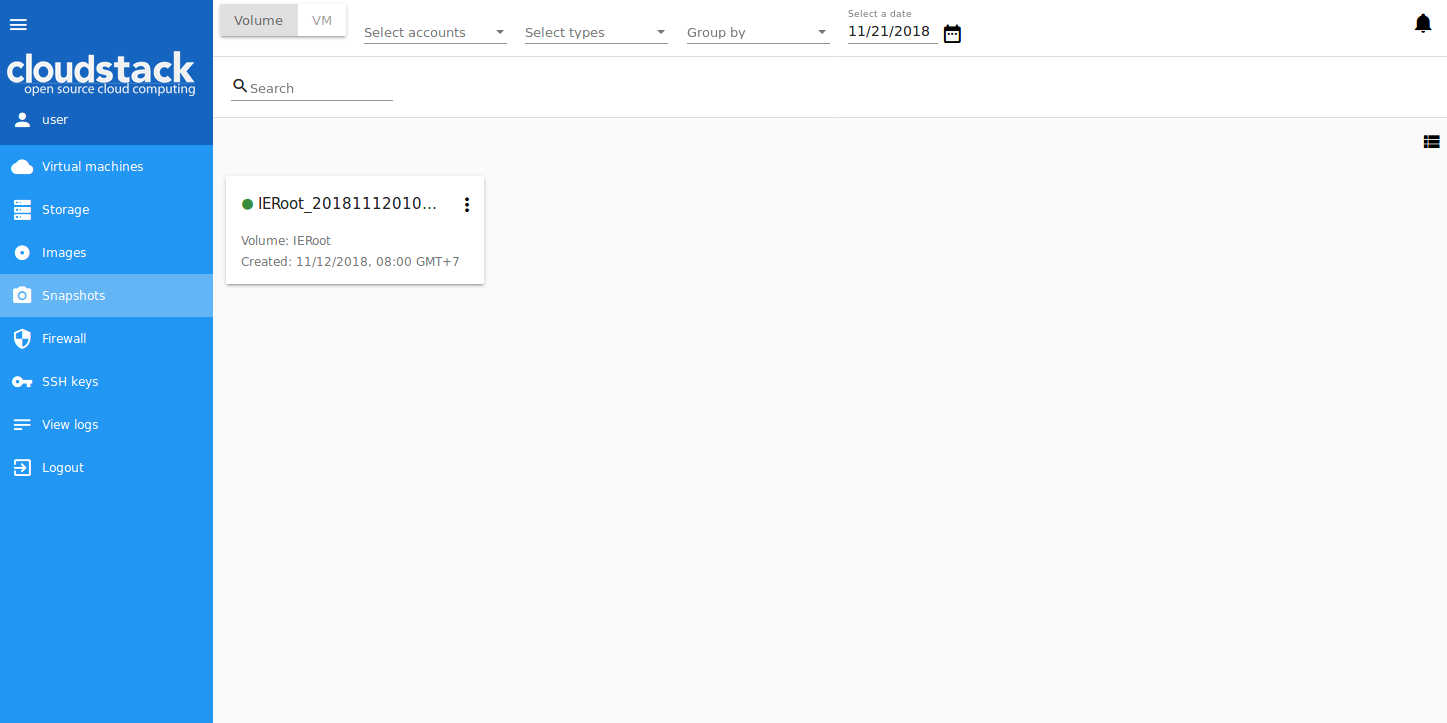 Volume VM
Select accounts
Select types
Group by
Select a date
11/21/2018
cloudstack
open source cloud computing
user
Search
Virtual machines
Storage
Images
Snapshots
Firewall
SSH keys
View logs
Logout
IERoot_20181112010...
Volume: IERoot
Created: 11/12/2018, 08:00 GMT+7